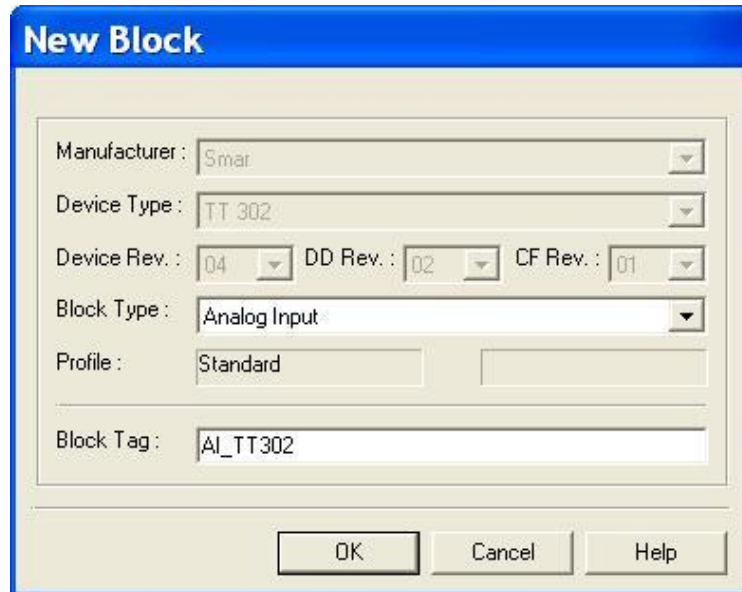 New Block
Manufacturer : Smar
Device Type : TT 302
Device Rev. : 04 DD Rev. : 02 CF Rev. : 01
Block Type : Analog Input
Profile : Standard
Block Tag : AI_TT302
OK Cancel Help